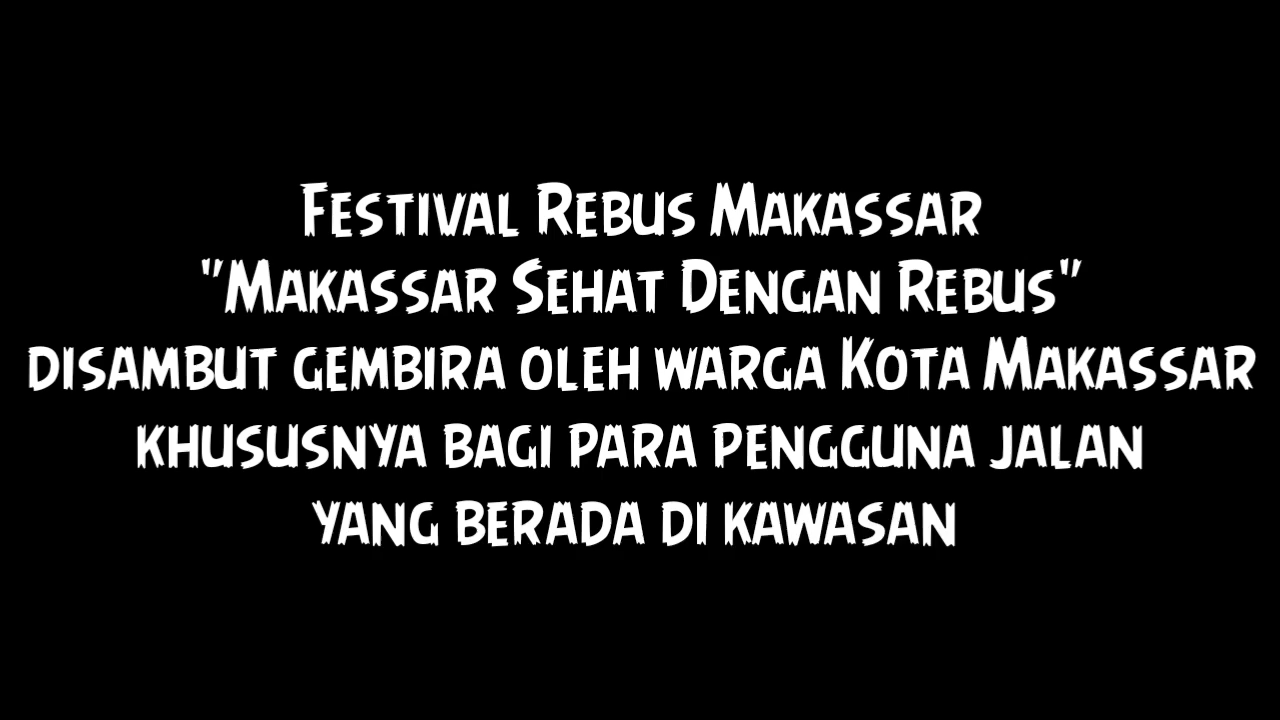 Festival Rebus Makassar
"Makassar Sehat Dengan Rebus"
disambut gembira oleh warga Kota Makassar
khususnya bagi para pengguna jalan
yang berada di kawasan